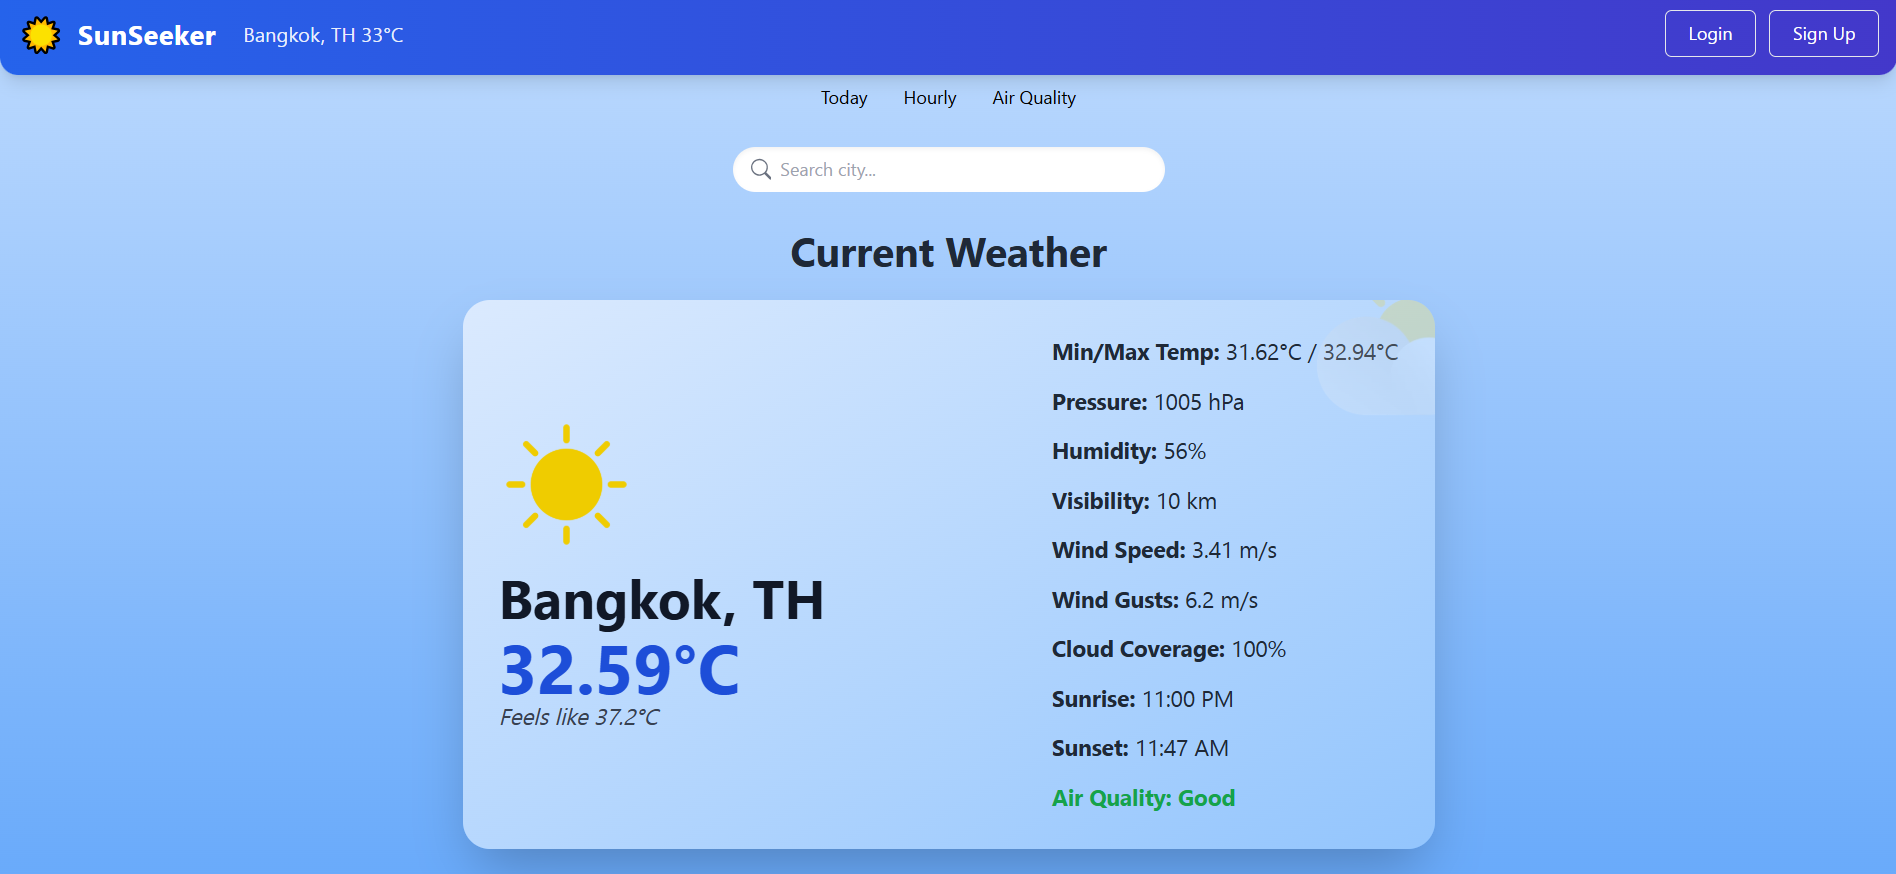 SunSeeker
Bangkok, TH 33°C
Login
Sign Up
Today
Hourly
Air Quality
Search city...
Current Weather
Bangkok, TH
32.59°C
Feels like 37.2°C
Min/Max Temp: 31.62°C / 32.94°C
Pressure: 1005 hPa
Humidity: 56%
Visibility: 10 km
Wind Speed: 3.41 m/s
Wind Gusts: 6.2 m/s
Cloud Coverage: 100%
Sunrise: 11:00 PM
Sunset: 11:47 AM
Air Quality: Good